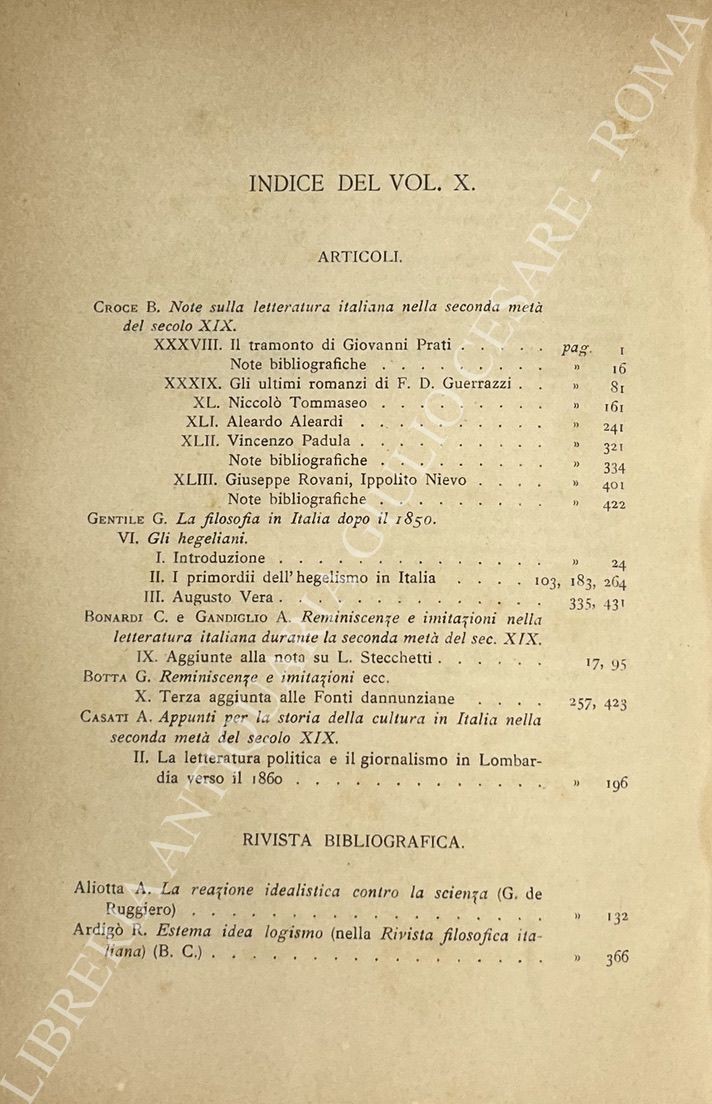 INDICE DEL VOL. X.
ARTICOLI.
CROCE B. Note sulla letteratura italiana nella seconda metà
del secolo XIX.
XXXVIII. Il tramonto di Giovanni Prati . . . . . pag. 1
Note bibliografiche . . . . . . . . . » 16
XXXIX. Gli ultimi romanzi di F. D. Guerrazzi . . » 81
XL. Niccolò Tommaseo . . . . . . . . . » 161
XLI. Aleardo Aleardi . . . . . . . . . . » 241
XLII. Vincenzo Padula . . . . . . . . . . » 321
Note bibliografiche . . . . . . . . . » 334
XLIII. Giuseppe Rovani, Ippolito Nievo . . . . » 401
Note bibliografiche . . . . . . . . . » 422
GENTILE G. La filosofia in Italia dopo il 1850.
VI. Gli hegeliani.
I. Introduzione . . . . . . . . . . . . . . » 24
II. I primordii dell'hegelismo in Italia . . . . 103, 183, 264
III. Augusto Vera . . . . . . . . . . . . . . 335, 431
BONARDI C. e GANDIGLIO A. Reminiscenze e imitazioni nella
letteratura italiana durante la seconda metà del sec. XIX.
IX. Aggiunte alla nota su L. Stecchetti . . . . . . 17, 95
BOTTA G. Reminiscenze e imitazioni ecc.
X. Terza aggiunta alle Fonti dannunziane . . . . 257, 423
CASATI A. Appunti per la storia della cultura in Italia nella
seconda metà del secolo XIX.
II. La letteratura politica e il giornalismo in Lombar-
dia verso il 1860 . . . . . . . . . . . . . » 196
RIVISTA BIBLIOGRAFICA.
Aliotta A. La reazione idealistica contro la scienza (G. de
Ruggiero) . . . . . . . . . . . . . . . . . . » 132
Ardigò R. Estema idea logismo (nella Rivista filosofica ita-
liana) (B. C.) . . . . . . . . . . . . . . . . . » 366
LIBRERIA ANTIQUARIA GIULIO CESARE - ROMA